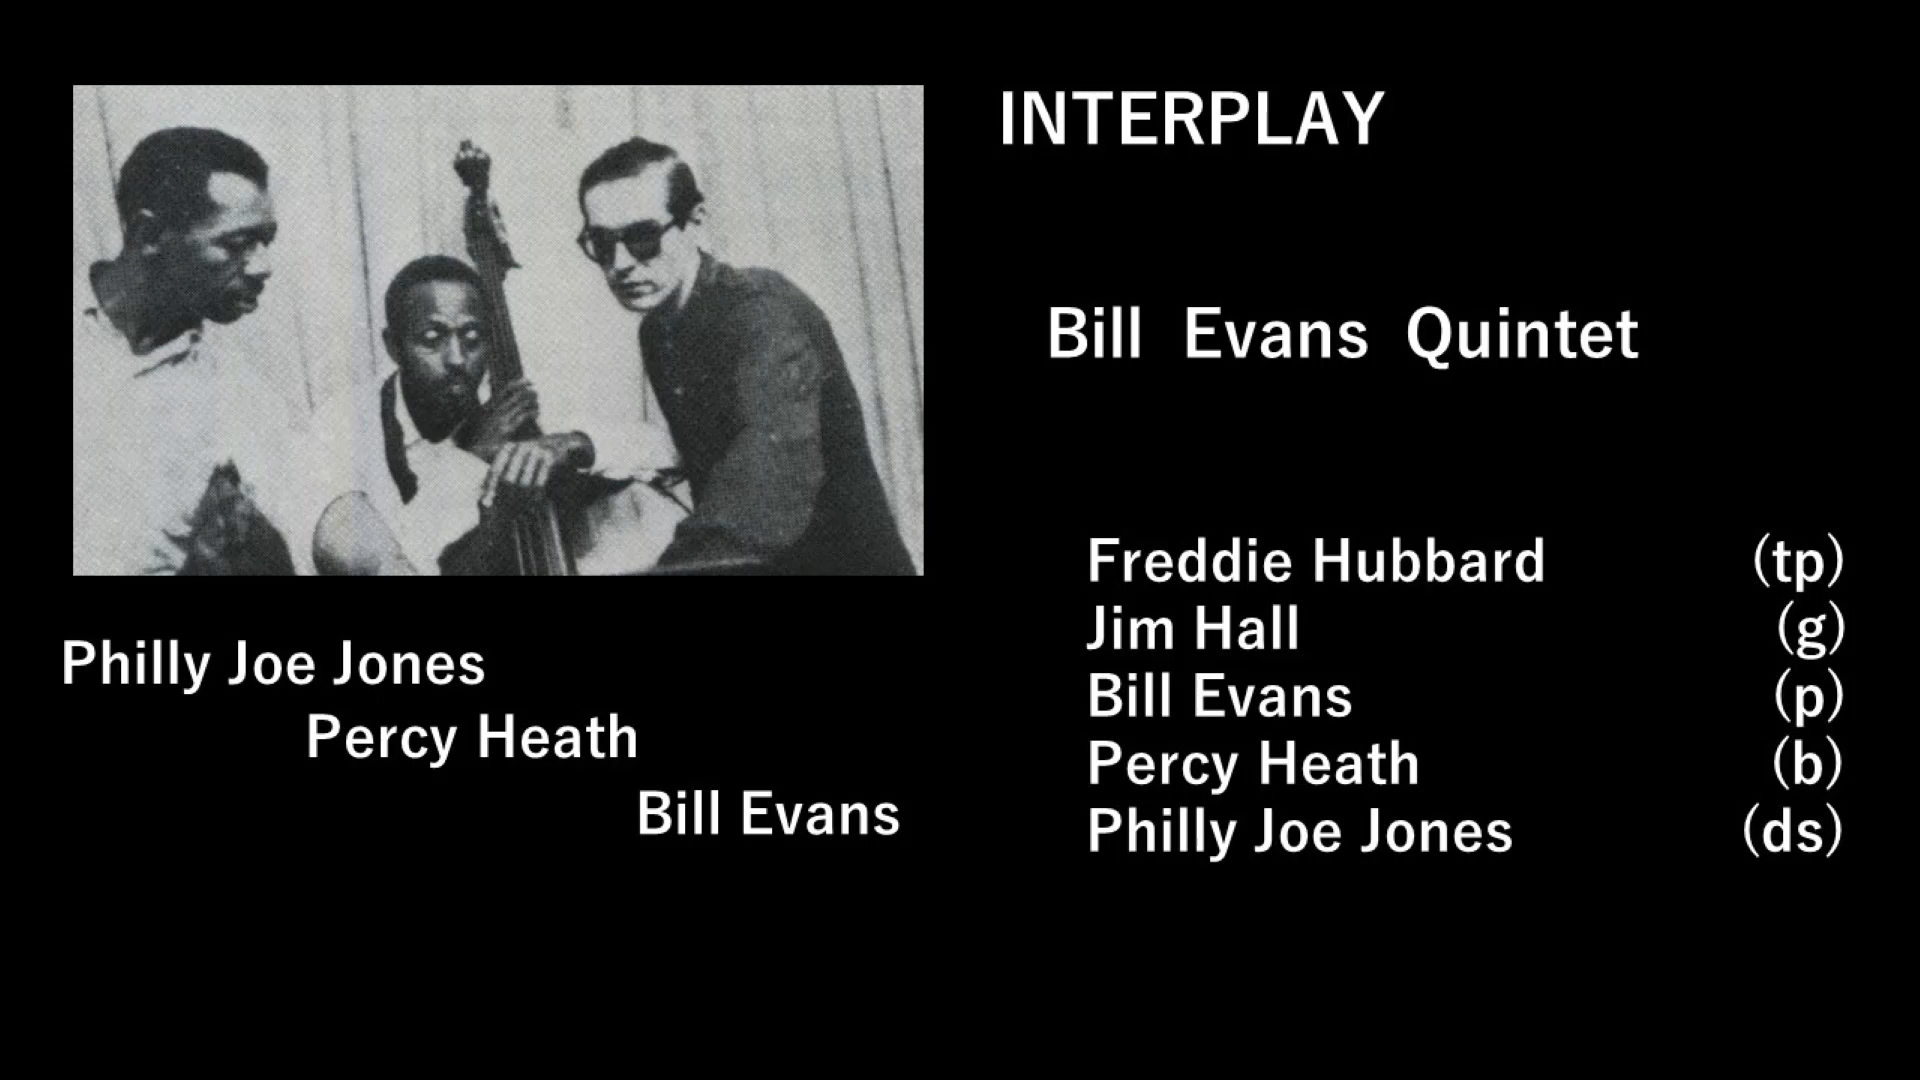 INTERPLAY
Bill Evans Quintet
Freddie Hubbard (tp)
Jim Hall (g)
Bill Evans (p)
Percy Heath (b)
Philly Joe Jones (ds)
Philly Joe Jones
Percy Heath
Bill Evans